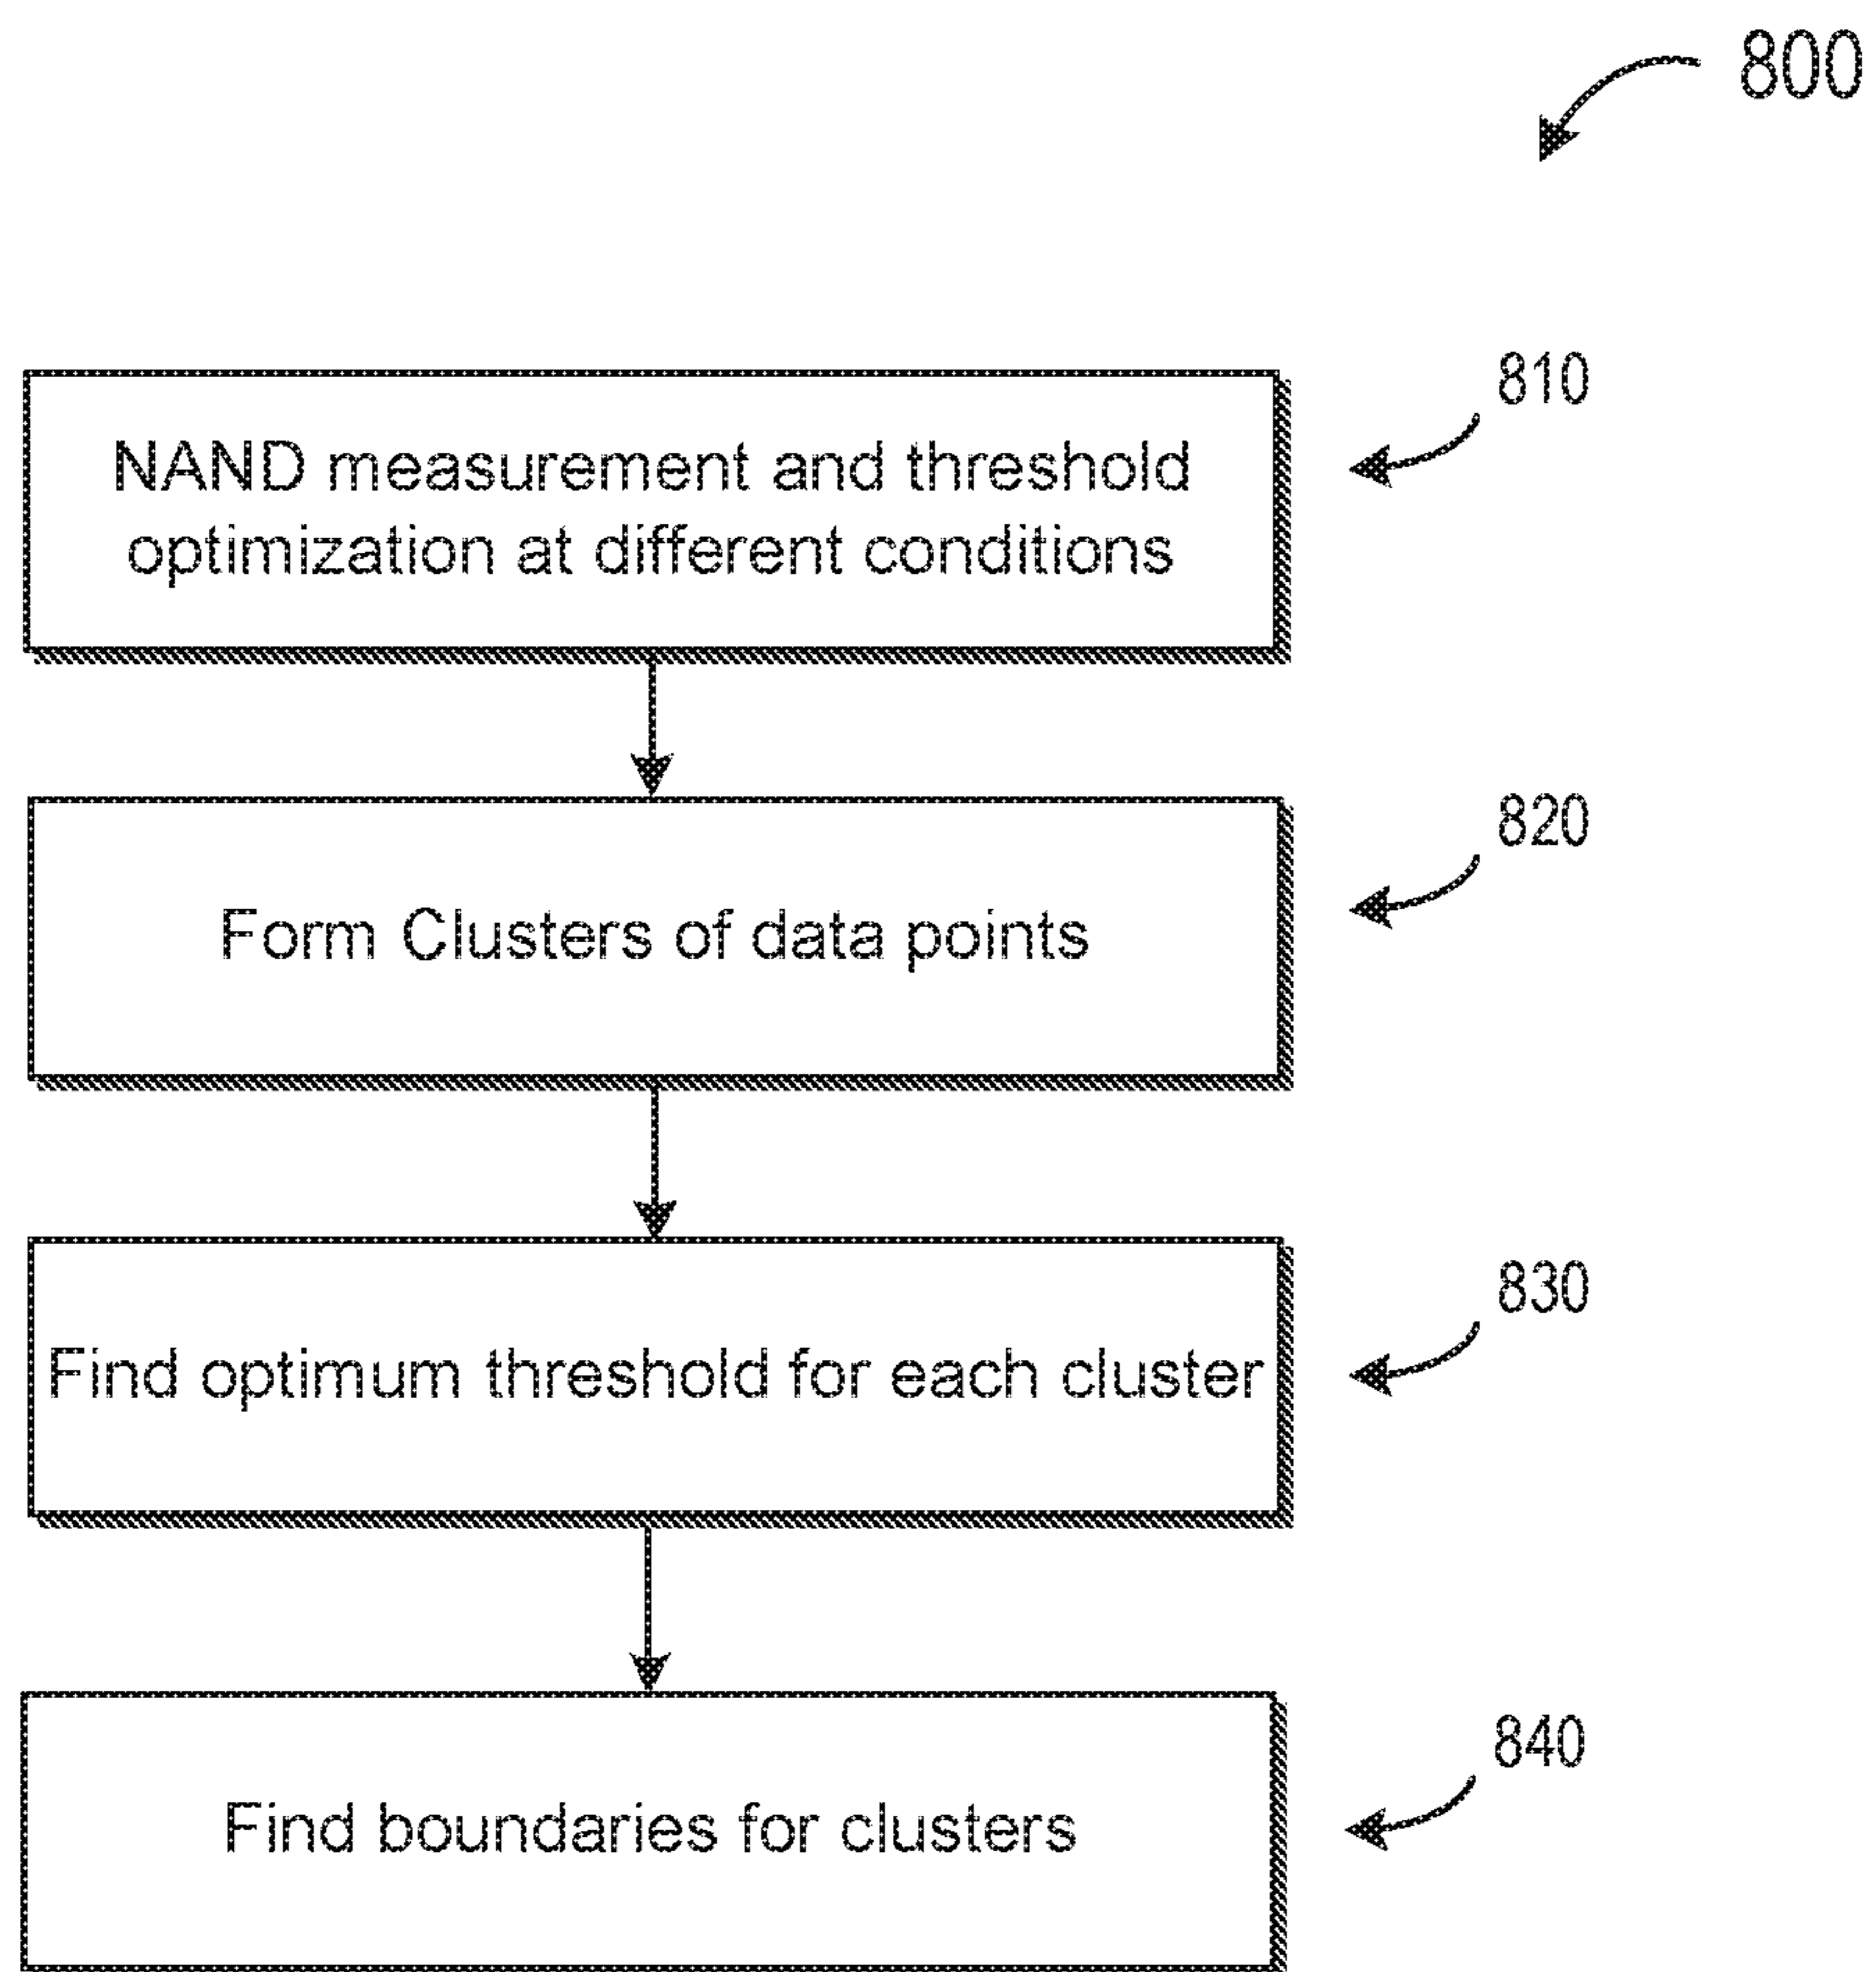 800
810
NAND measurement and threshold
optimization at different conditions
820
Form Clusters of data points
830
Find optimum threshold for each cluster
840
Find boundaries for clusters